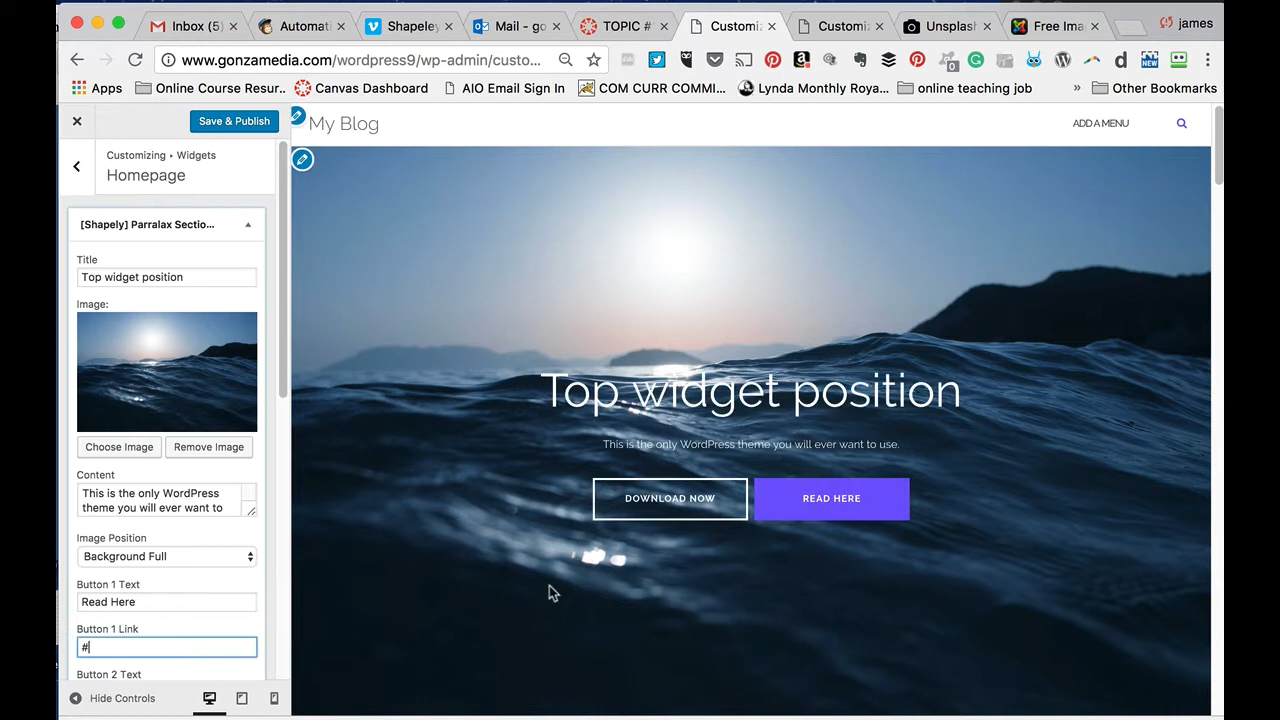 Inbox (5)
Automati
Shapeley
Mail - go
TOPIC #
Customiz
Customiz
Unsplash
Free Ima
james
www.gonzamedia.com/wordpress9/wp-admin/custo...
0
NEW
Apps
Online Course Resur..
Canvas Dashboard
AIO Email Sign In
COM CURR COMMI...
Lynda Monthly Roya...
online teaching job
»
Other Bookmarks
Save & Publish
Customizing ▸ Widgets
Homepage
[Shapely] Parralax Sectio...
Title
Top widget position
Image:
Choose Image
Remove Image
Content
This is the only WordPress
theme you will ever want to
Image Position
Background Full
Button 1 Text
Read Here
Button 1 Link
#
Button 2 Text
Hide Controls
My Blog
ADD A MENU
Top widget position
This is the only WordPress theme you will ever want to use.
DOWNLOAD NOW
READ HERE